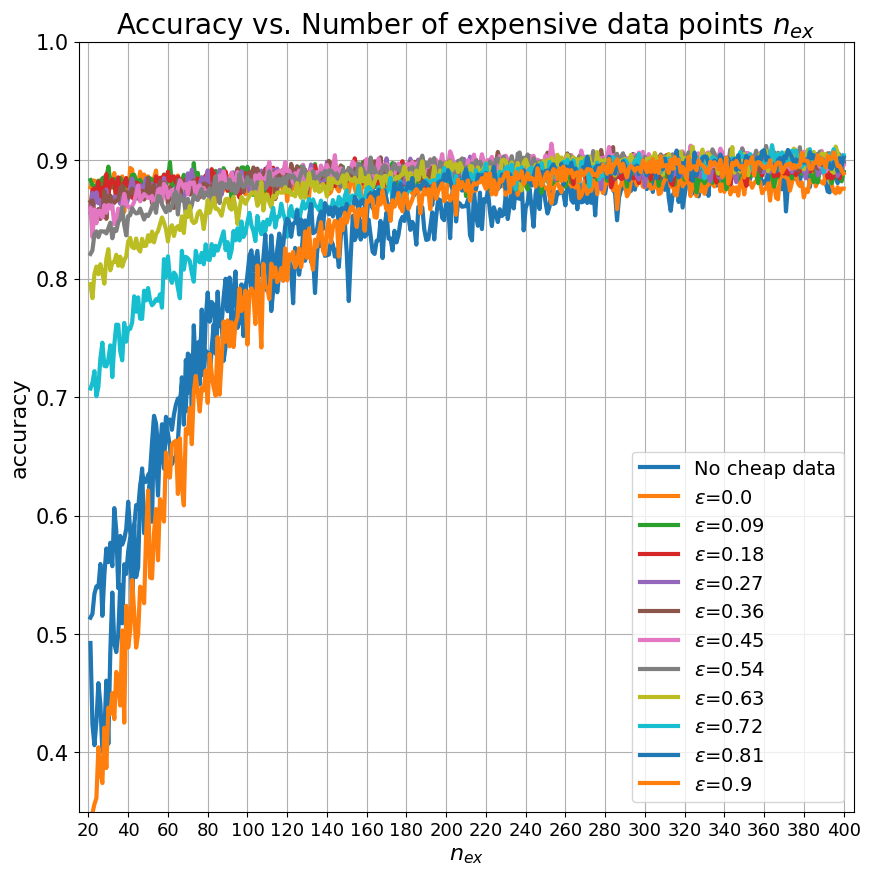 Accuracy vs. Number of expensive data points n_ex
1.0
0.9
0.8
0.7
0.6
0.5
0.4
accuracy
No cheap data
ε=0.0
ε=0.09
ε=0.18
ε=0.27
ε=0.36
ε=0.45
ε=0.54
ε=0.63
ε=0.72
ε=0.81
ε=0.9
20 40 60 80 100 120 140 160 180 200 220 240 260 280 300 320 340 360 380 400
n_ex